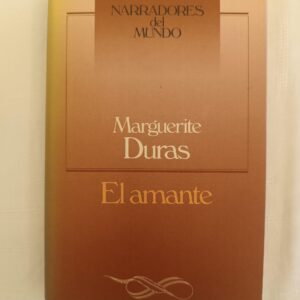 NARRADORES
del
MUNDO
Marguerite
Duras
El amante